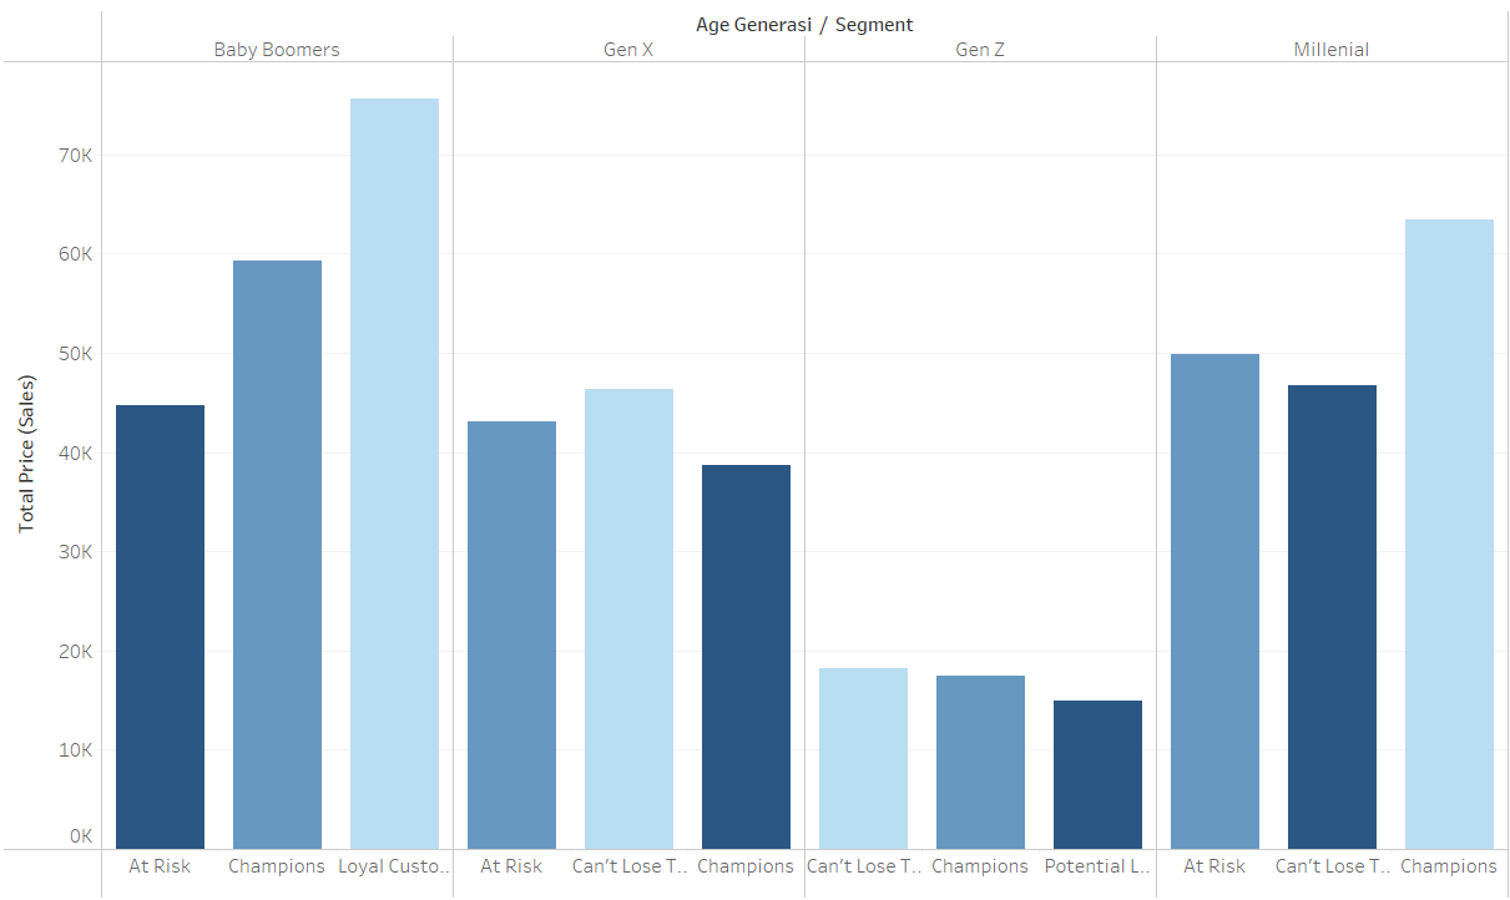 Age Generasi / Segment
Baby Boomers Gen X Gen Z Millenial
Total Price (Sales)
70K
60K
50K
40K
30K
20K
10K
0K
At Risk Champions Loyal Custo.. At Risk Can't Lose T.. Champions Can't Lose T.. Champions Potential L.. At Risk Can't Lose T.. Champions